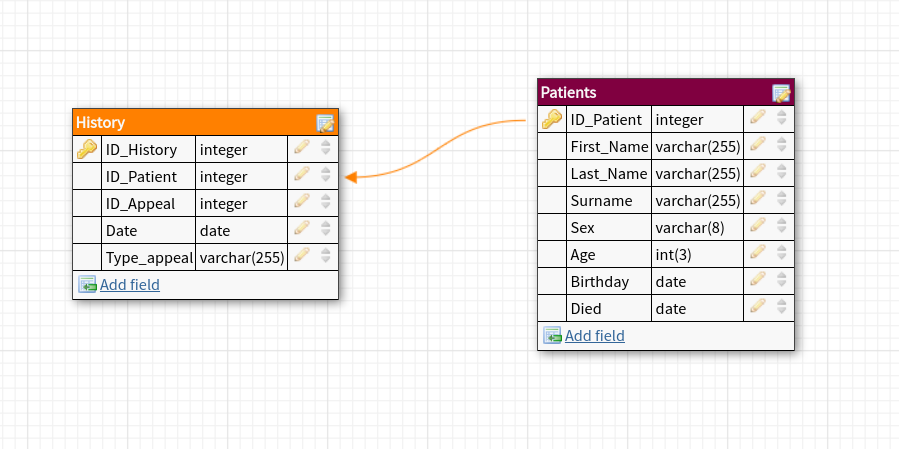 History
ID_History integer
ID_Patient integer
ID_Appeal integer
Date date
Type_appeal varchar(255)
Add field
Patients
ID_Patient integer
First_Name varchar(255)
Last_Name varchar(255)
Surname varchar(255)
Sex varchar(8)
Age int(3)
Birthday date
Died date
Add field